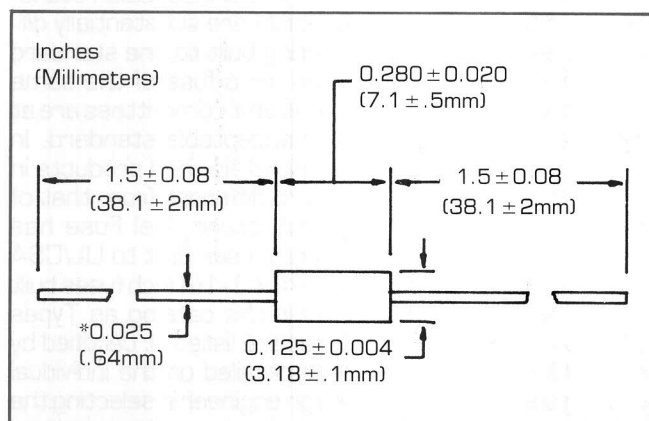 Inches
(Millimeters)
0.280 ± 0.020
(7.1 ± .5mm)
1.5 ± 0.08
(38.1 ± 2mm)
1.5 ± 0.08
(38.1 ± 2mm)
*0.025
(.64mm)
0.125 ± 0.004
(3.18 ± .1mm)